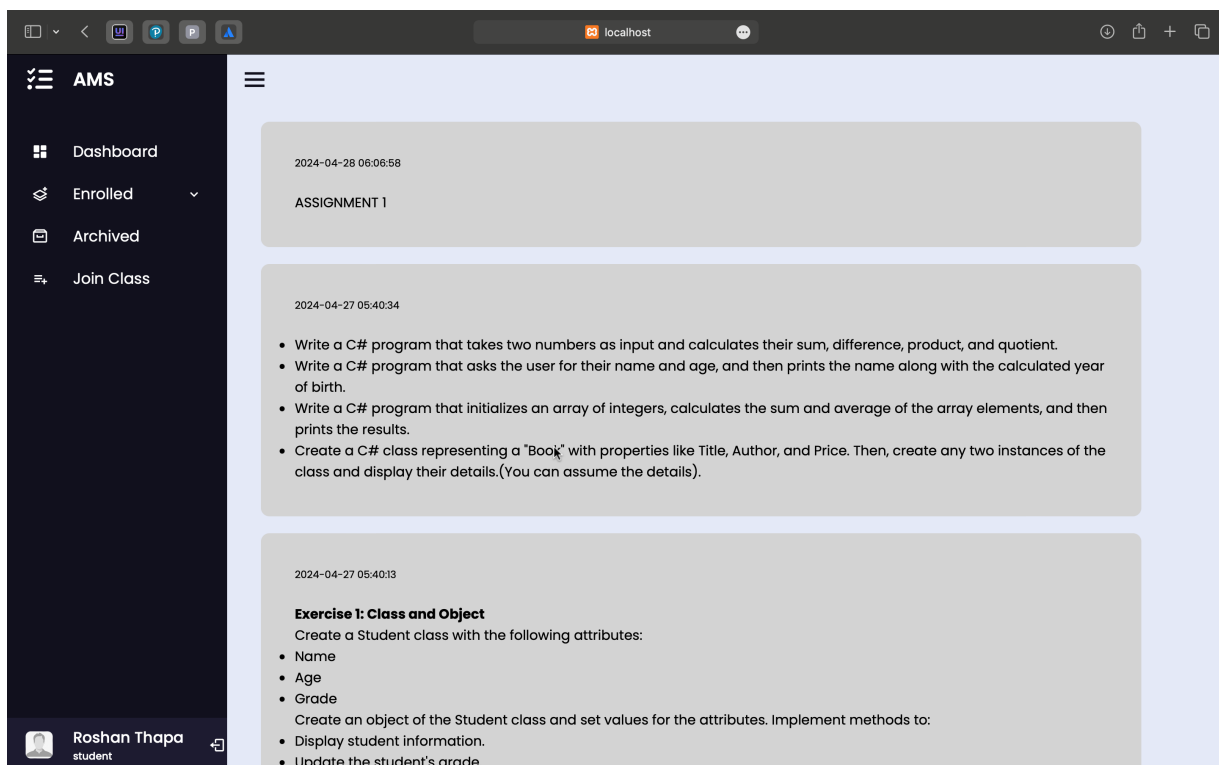 localhost
AMS
Dashboard
Enrolled
Archived
Join Class
Roshan Thapa
student
2024-04-28 06:06:58
ASSIGNMENT 1
2024-04-27 05:40:34
• Write a C# program that takes two numbers as input and calculates their sum, difference, product, and quotient.
• Write a C# program that asks the user for their name and age, and then prints the name along with the calculated year
of birth.
• Write a C# program that initializes an array of integers, calculates the sum and average of the array elements, and then
prints the results.
• Create a C# class representing a "Book" with properties like Title, Author, and Price. Then, create any two instances of the
class and display their details.(You can assume the details).
2024-04-27 05:40:13
Exercise 1: Class and Object
Create a Student class with the following attributes:
• Name
• Age
• Grade
Create an object of the Student class and set values for the attributes. Implement methods to:
• Display student information.
• Update the student's grade